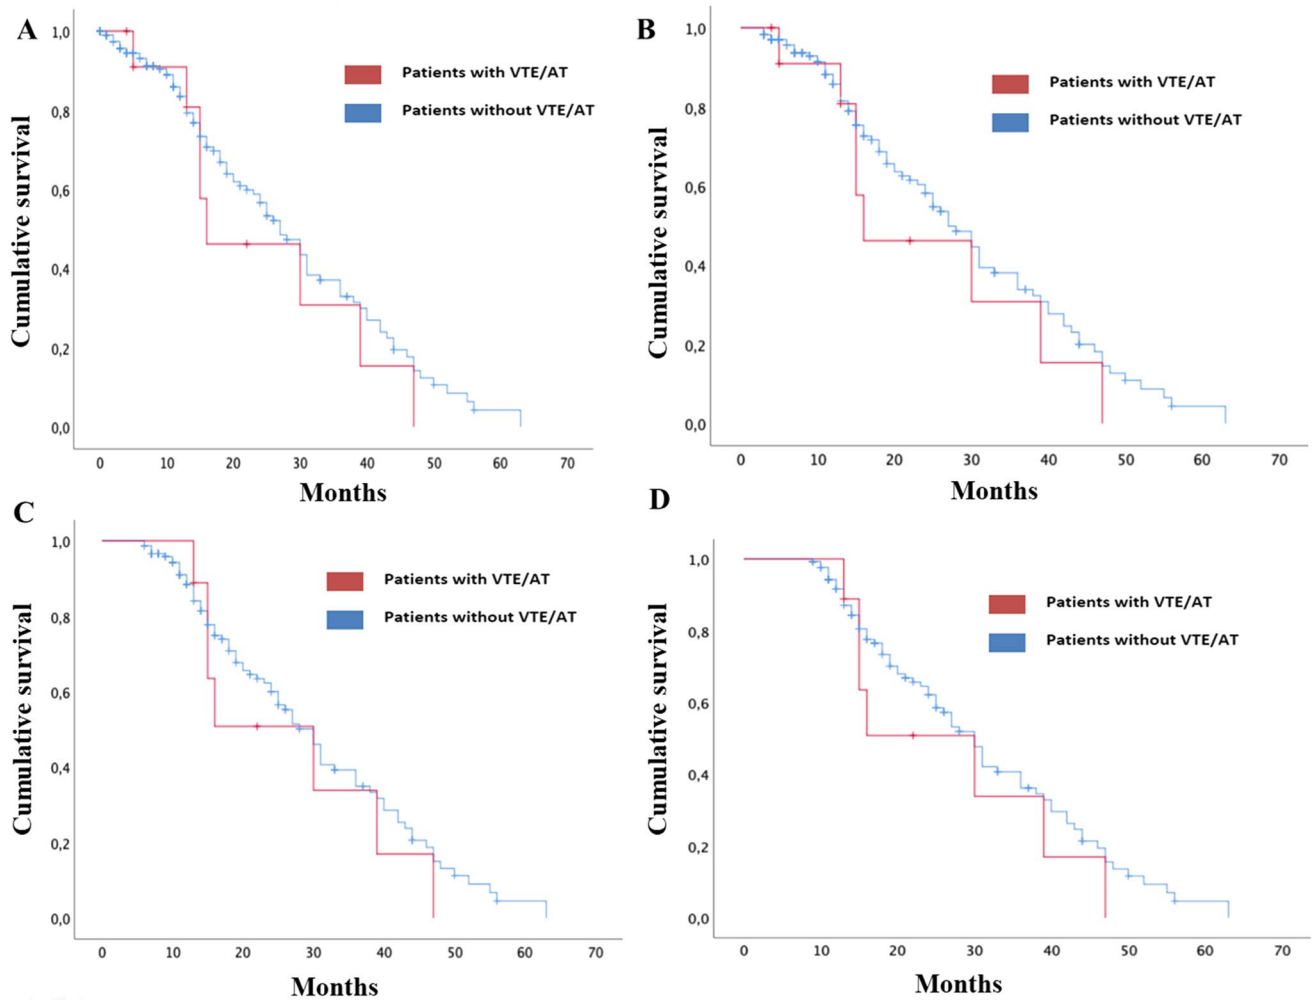 A
1,0
0,8
0,6
0,4
0,2
0,0
Cumulative survival
Patients with VTE/AT
Patients without VTE/AT
0 10 20 30 40 50 60 70
Months
B
1,0
0,8
0,6
0,4
0,2
0,0
Cumulative survival
Patients with VTE/AT
Patients without VTE/AT
0 10 20 30 40 50 60 70
Months
C
1,0
0,8
0,6
0,4
0,2
0,0
Cumulative survival
Patients with VTE/AT
Patients without VTE/AT
0 10 20 30 40 50 60 70
Months
D
1,0
0,8
0,6
0,4
0,2
0,0
Cumulative survival
Patients with VTE/AT
Patients without VTE/AT
0 10 20 30 40 50 60 70
Months